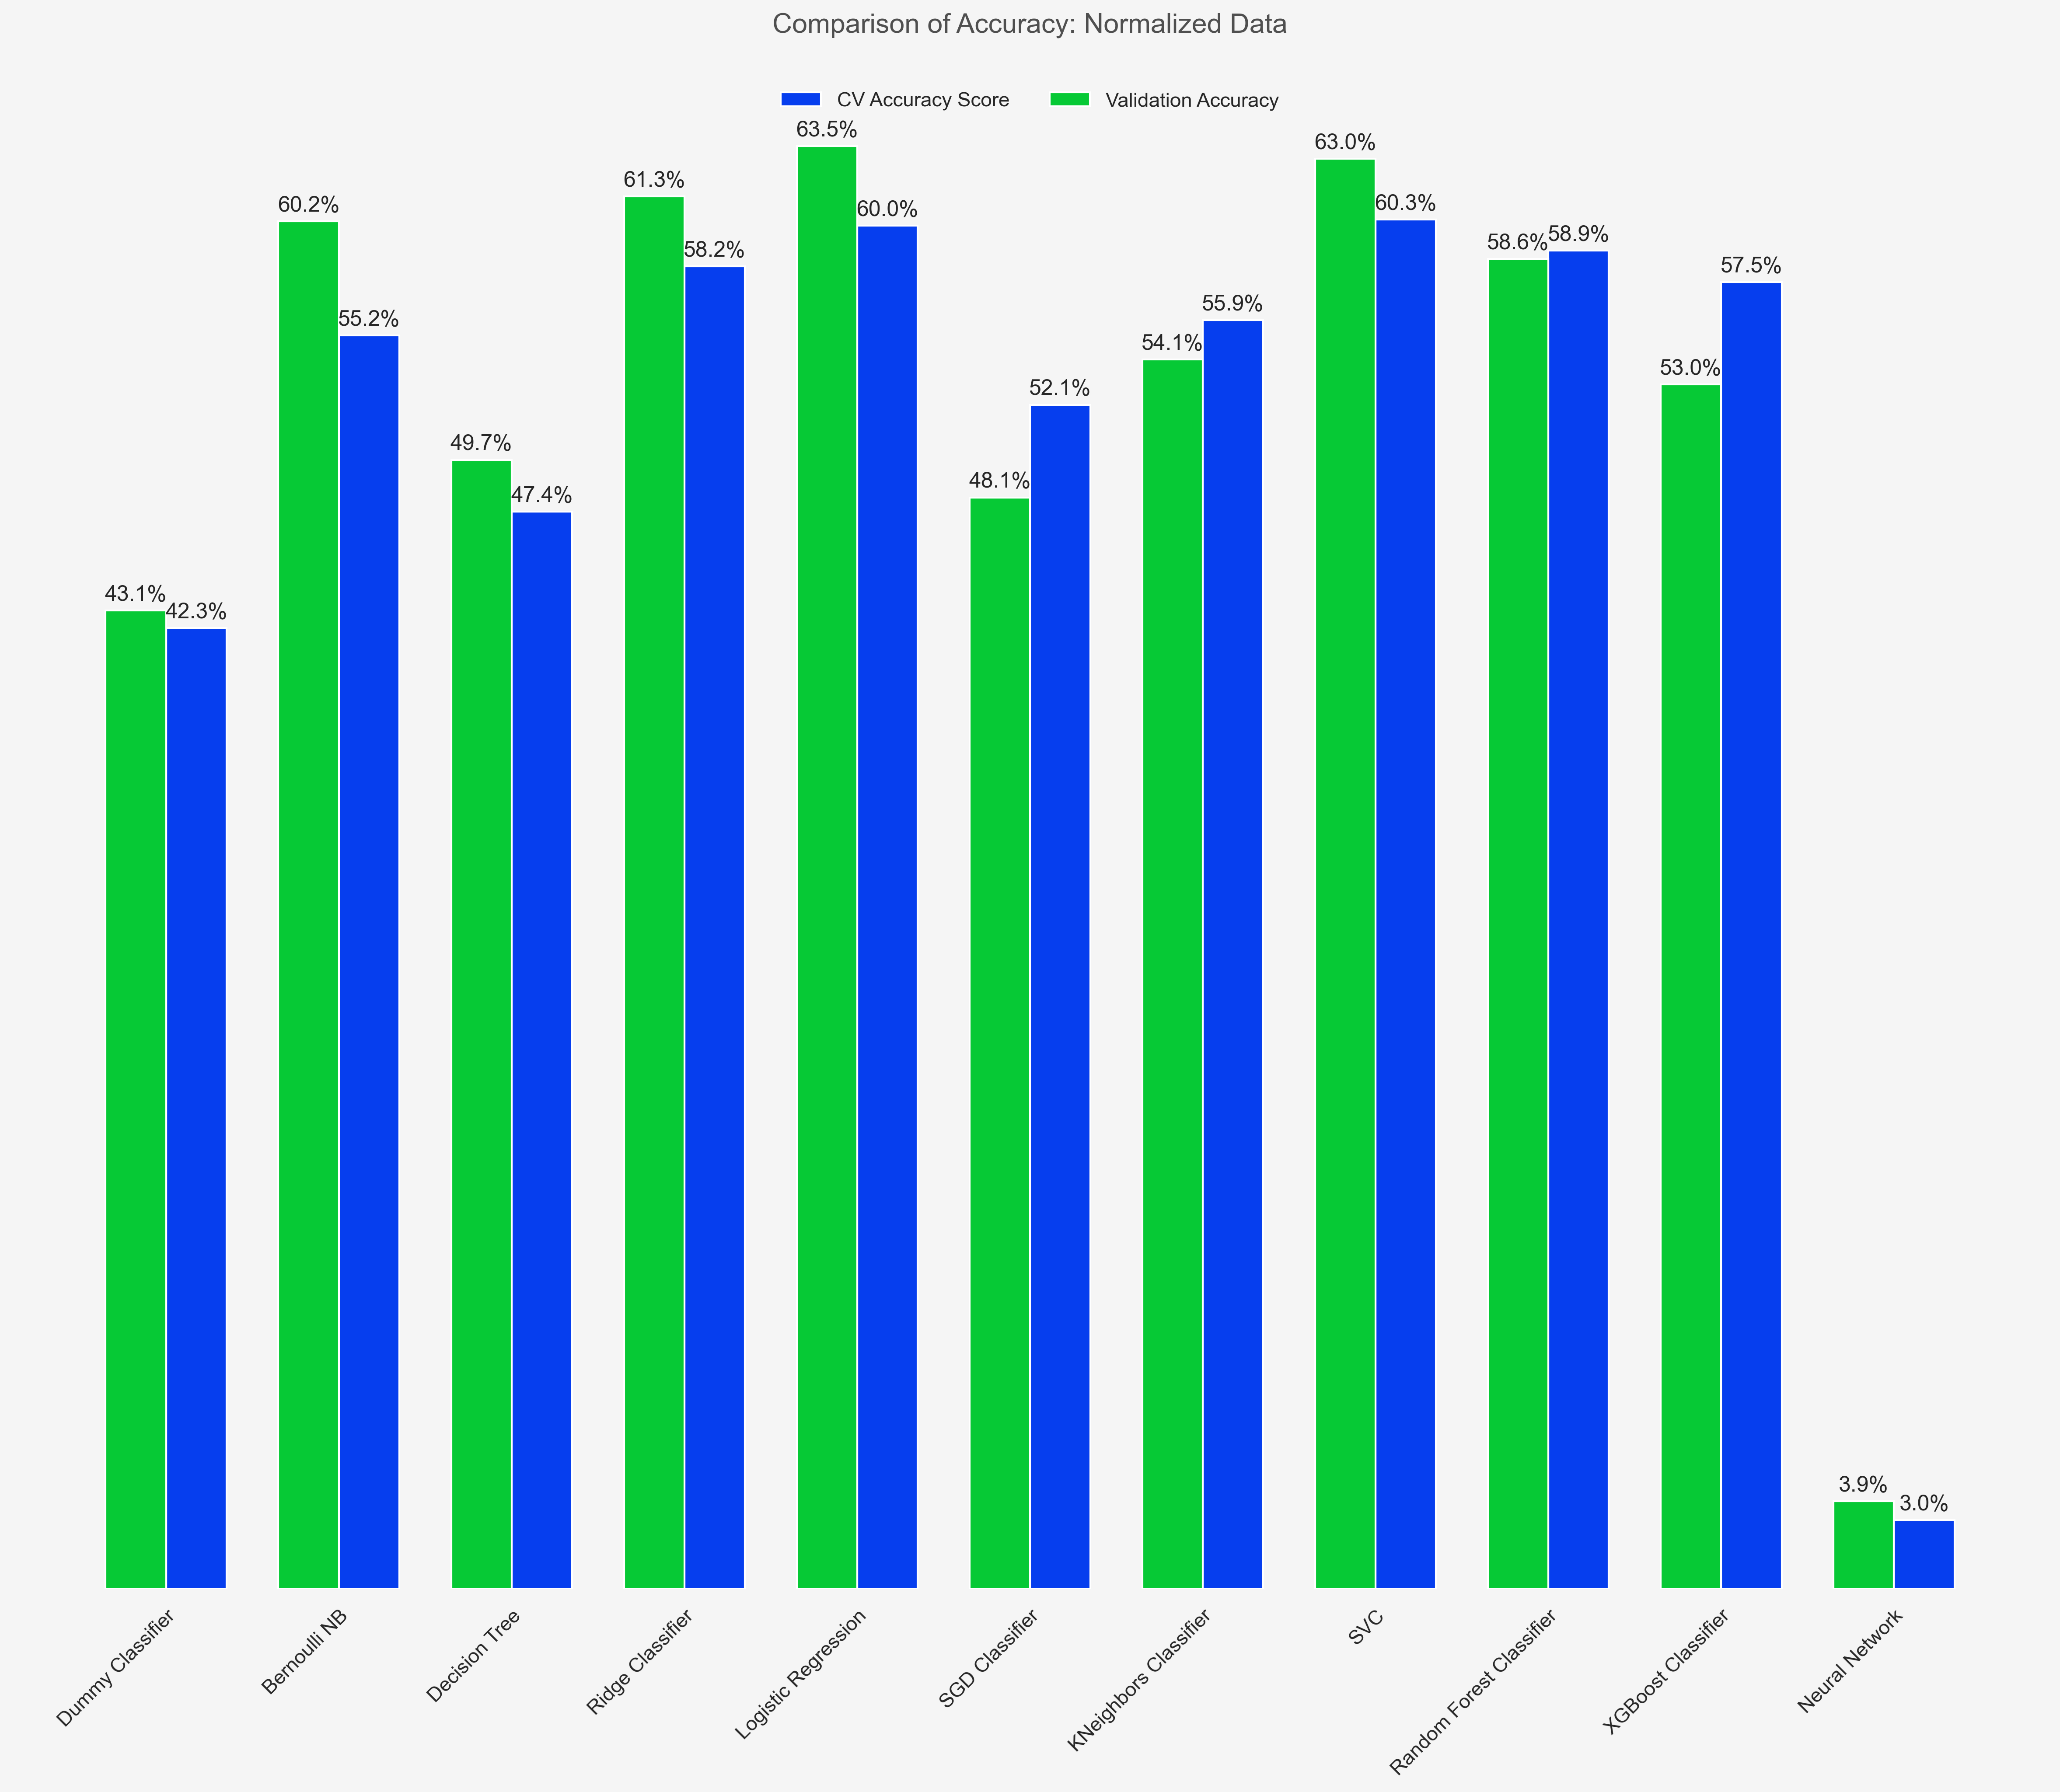 Comparison of Accuracy: Normalized Data
CV Accuracy Score Validation Accuracy
43.1% 42.3%
60.2% 55.2%
49.7% 47.4%
61.3% 58.2%
63.5% 60.0%
48.1% 52.1%
54.1% 55.9%
63.0% 60.3%
58.6% 58.9%
53.0% 57.5%
3.9% 3.0%
Dummy Classifier
Bernoulli NB
Decision Tree
Ridge Classifier
Logistic Regression
SGD Classifier
KNeighbors Classifier
SVC
Random Forest Classifier
XGBoost Classifier
Neural Network